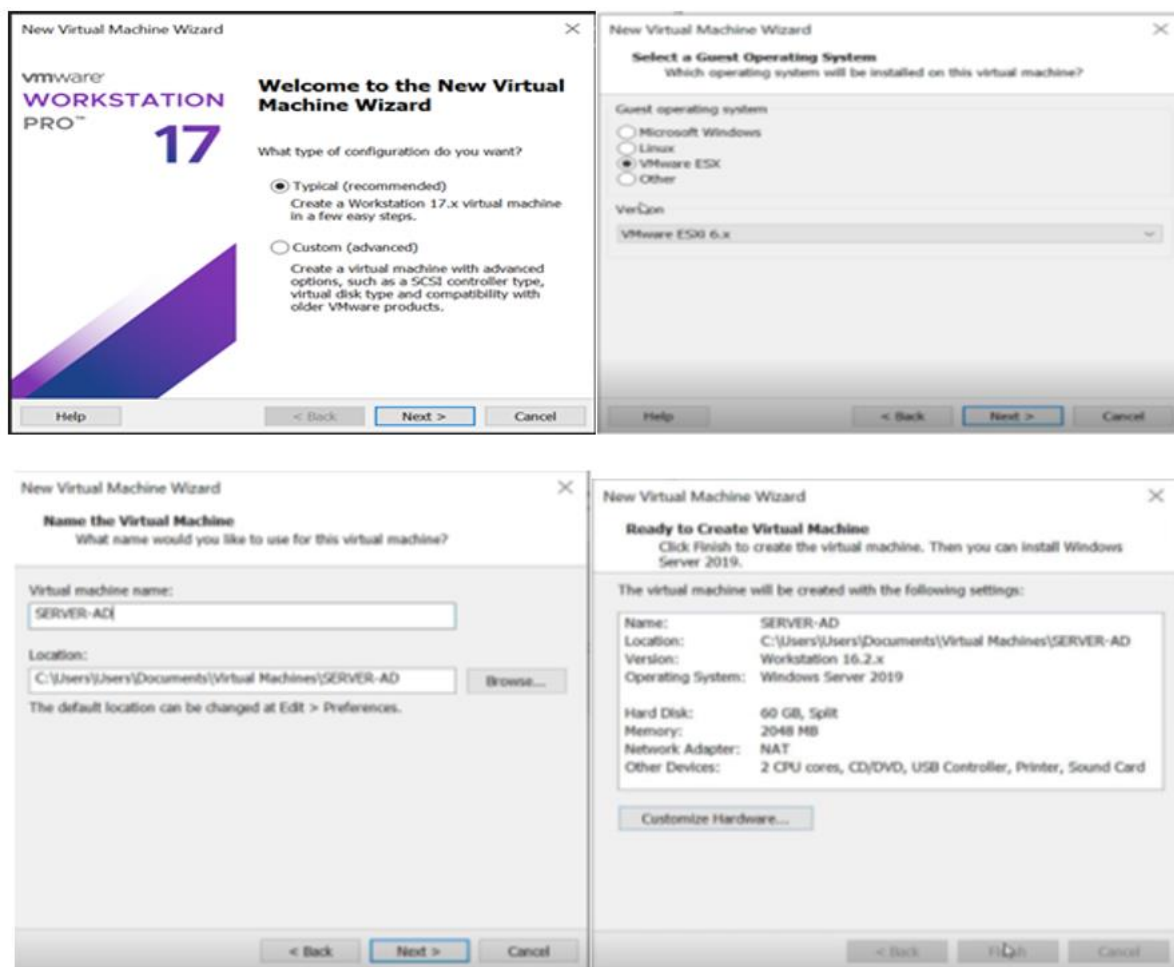 New Virtual Machine Wizard
vmware
WORKSTATION
PRO™
17
Welcome to the New Virtual
Machine Wizard
What type of configuration do you want?
Typical (recommended)
Create a Workstation 17.x virtual machine
in a few easy steps.
Custom (advanced)
Create a virtual machine with advanced
options, such as a SCSI controller type,
virtual disk type and compatibility with
older VMware products.
Help
< Back
Next >
Cancel
New Virtual Machine Wizard
Select a Guest Operating System
Which operating system will be installed on this virtual machine?
Guest operating system
Microsoft Windows
Linux
VMware ESX
Other
Version
VMware ESXi 6.x
Help
< Back
Next >
Cancel
New Virtual Machine Wizard
Name the Virtual Machine
What name would you like to use for this virtual machine?
Virtual machine name:
SERVER-AD
Location:
C:\Users\Users\Documents\Virtual Machines\SERVER-AD
Browse...
The default location can be changed at Edit > Preferences.
< Back
Next >
Cancel
New Virtual Machine Wizard
Ready to Create Virtual Machine
Click Finish to create the virtual machine. Then you can install Windows
Server 2019.
The virtual machine will be created with the following settings:
Name: SERVER-AD
Location: C:\Users\Users\Documents\Virtual Machines\SERVER-AD
Version: Workstation 16.2.x
Operating System: Windows Server 2019
Hard Disk: 60 GB, Split
Memory: 2048 MB
Network Adapter: NAT
Other Devices: 2 CPU cores, CD/DVD, USB Controller, Printer, Sound Card
Customize Hardware...
< Back
Finish
Cancel